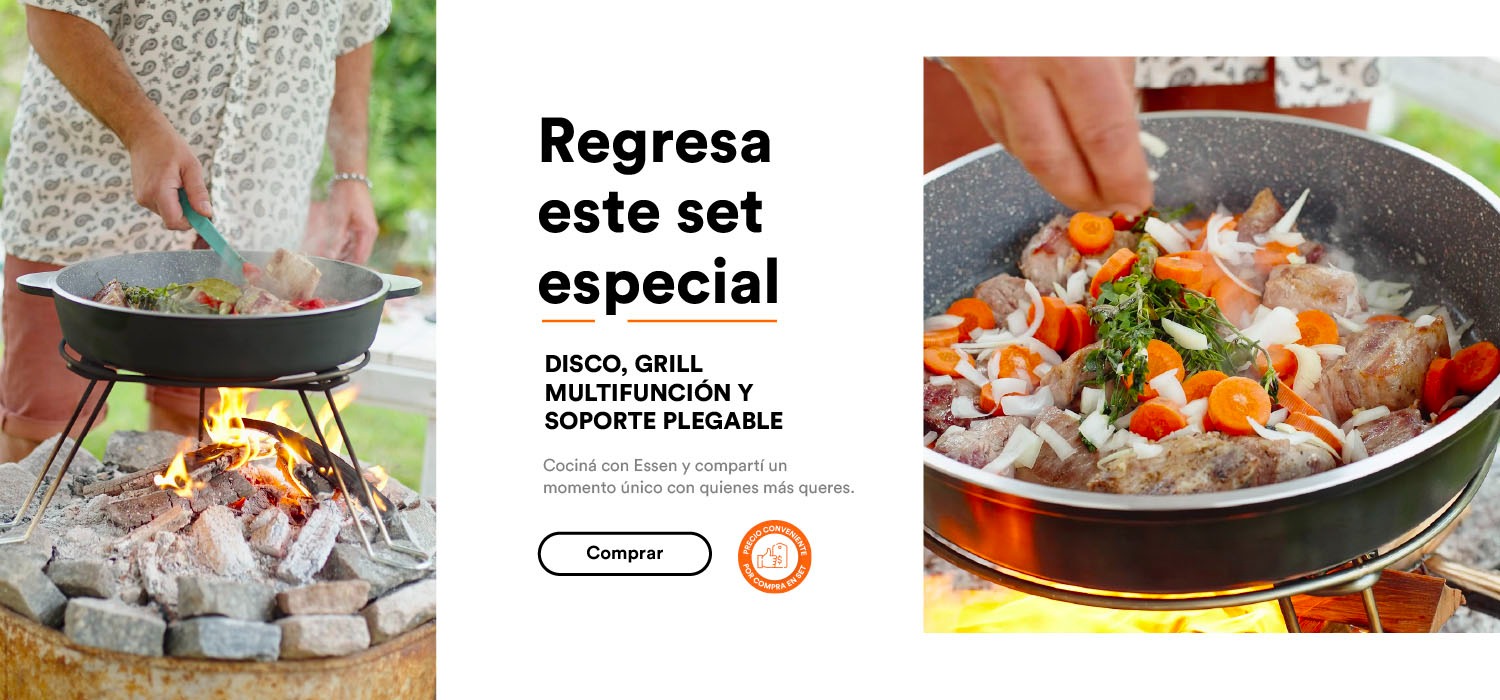 Regresa
este set
especial
DISCO, GRILL
MULTIFUNCIÓN Y
SOPORTE PLEGABLE
Cociná con Essen y compartí un
momento único con quienes más queres.
Comprar
PRECIO CONVENIENTE
POR COMPRA EN SET
$